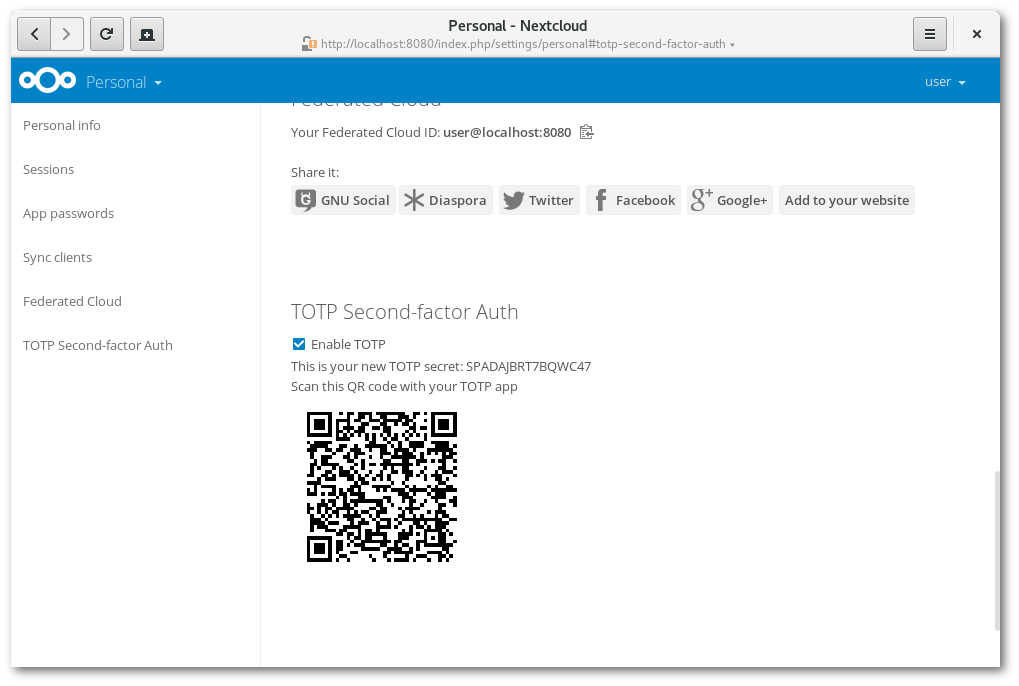 Personal - Nextcloud
http://localhost:8080/index.php/settings/personal#totp-second-factor-auth
Personal
user
Personal info
Sessions
App passwords
Sync clients
Federated Cloud
TOTP Second-factor Auth
Federated Cloud
Your Federated Cloud ID: user@localhost:8080
Share it:
GNU Social Diaspora Twitter Facebook Google+ Add to your website
TOTP Second-factor Auth
Enable TOTP
This is your new TOTP secret: SPADAJBRT7BQWC47
Scan this QR code with your TOTP app